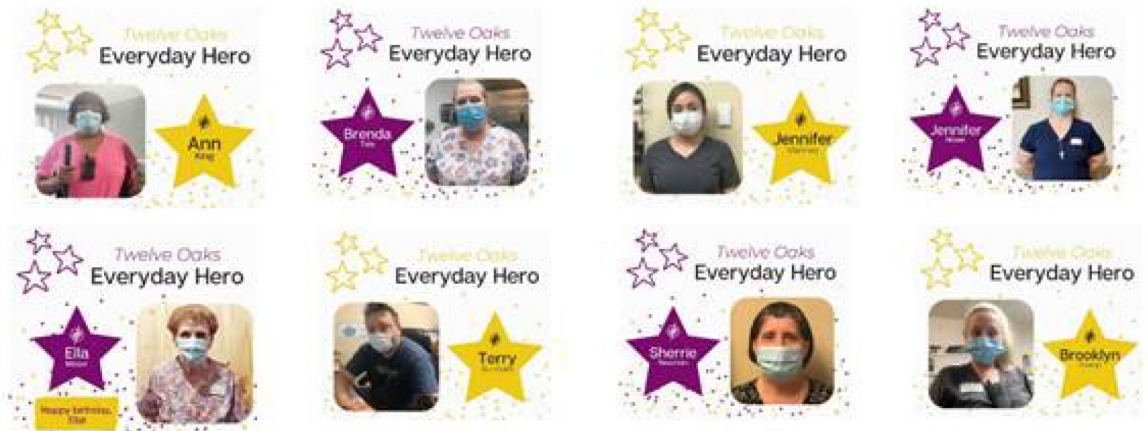 Twelve Oaks
Everyday Hero
Ann
King
Twelve Oaks
Everyday Hero
Brenda
Twelve Oaks
Everyday Hero
Jennifer
Twelve Oaks
Everyday Hero
Jennifer
Twelve Oaks
Everyday Hero
Ella
Happy birthday,
Ella!
Twelve Oaks
Everyday Hero
Terry
Twelve Oaks
Everyday Hero
Sherrie
Twelve Oaks
Everyday Hero
Brooklyn